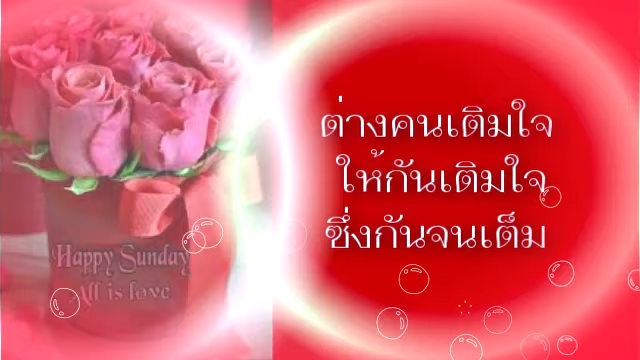 Happy Sunday
All is love
ต่างคนเติมใจ
ให้กันเติมใจ
ซึ่งกันจนเต็ม